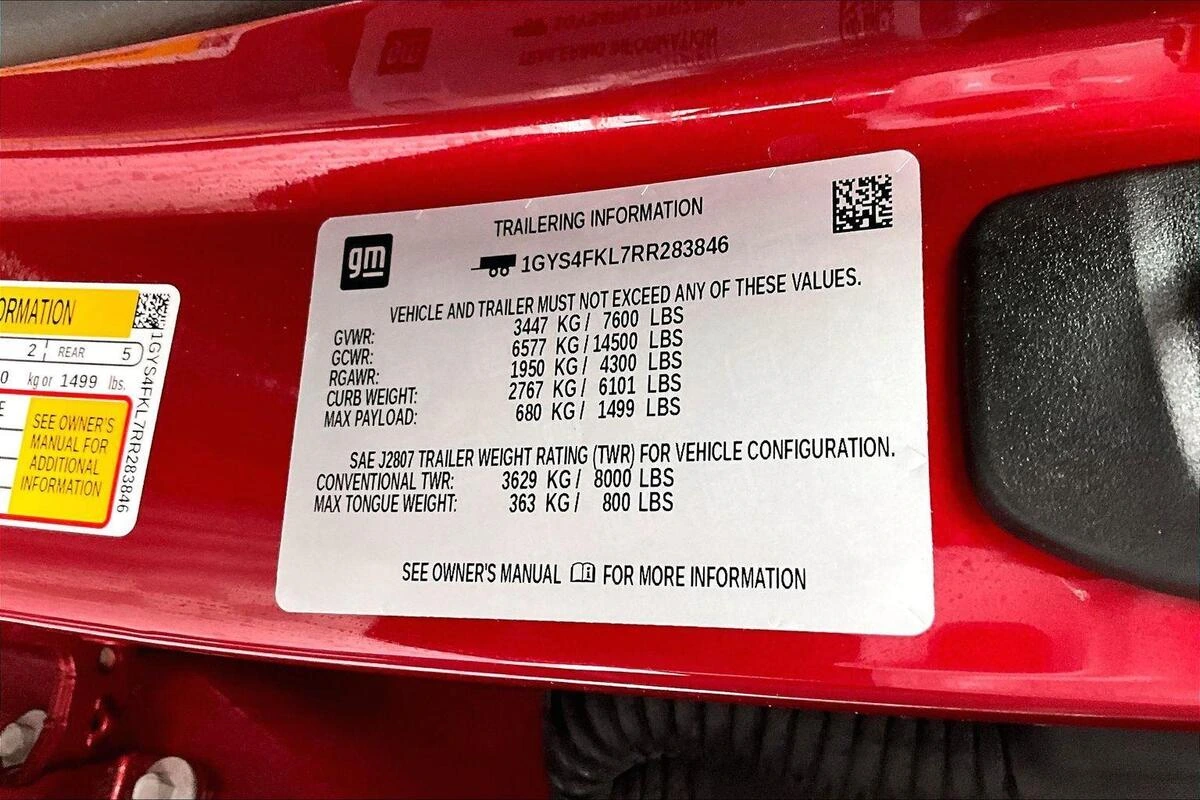 gm
TRAILERING INFORMATION
1GYS4FKL7RR283846
VEHICLE AND TRAILER MUST NOT EXCEED ANY OF THESE VALUES.
GVWR: 3447 KG / 7600 LBS
GCWR: 6577 KG / 14500 LBS
RGAWR: 1950 KG / 4300 LBS
CURB WEIGHT: 2767 KG / 6101 LBS
MAX PAYLOAD: 680 KG / 1499 LBS
SAE J2807 TRAILER WEIGHT RATING (TWR) FOR VEHICLE CONFIGURATION.
CONVENTIONAL TWR: 3629 KG / 8000 LBS
MAX TONGUE WEIGHT: 363 KG / 800 LBS
SEE OWNER'S MANUAL FOR MORE INFORMATION
RMATION
2 REAR 5
0 kg or 1499 lbs.
E
SEE OWNER'S
MANUAL FOR
ADDITIONAL
INFORMATION
1GYS4FKL7RR283846